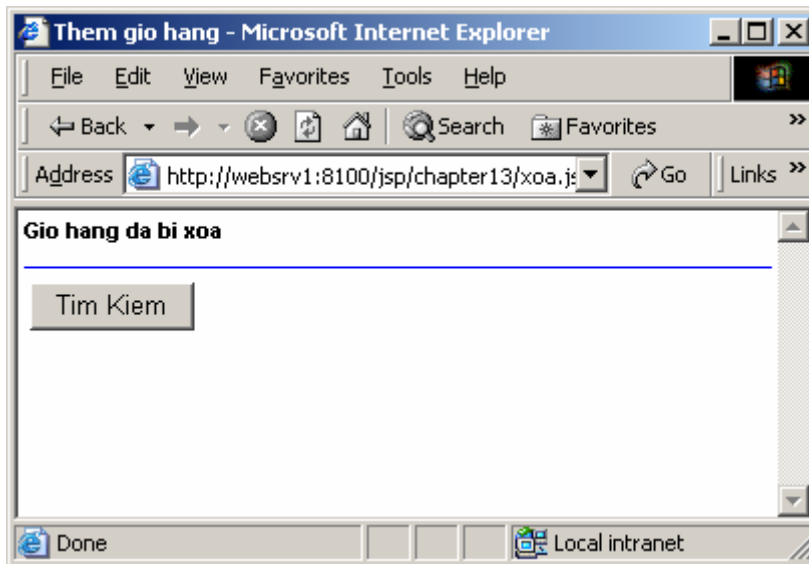 Them gio hang - Microsoft Internet Explorer
File Edit View Favorites Tools Help
Back Search Favorites »
Address http://websrv1:8100/jsp/chapter13/xoa.js Go Links »
Gio hang da bi xoa
Tim Kiem
Done Local intranet